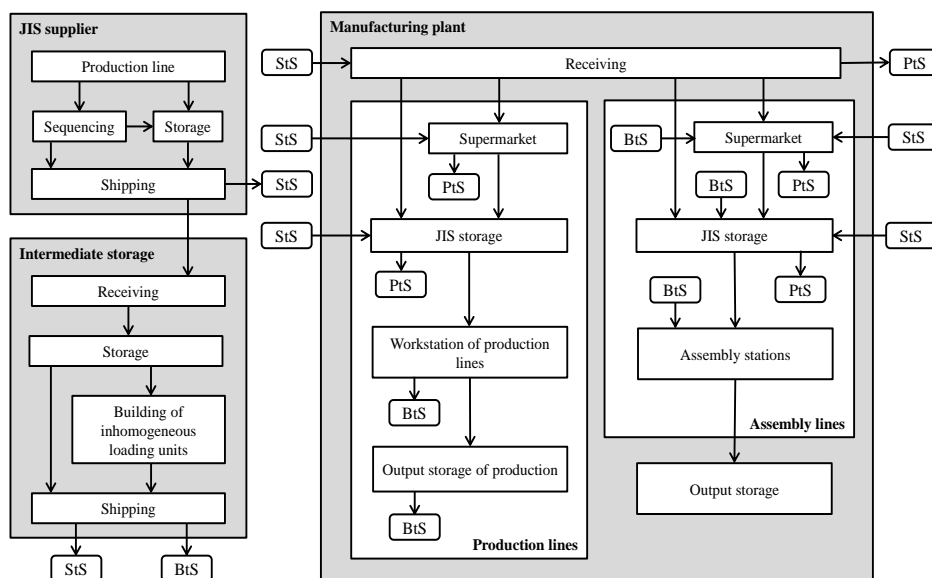 JIS supplier
Production line
Sequencing
Storage
Shipping
StS
Intermediate storage
Receiving
Storage
Building of
inhomogeneous
loading units
Shipping
StS
BtS
Manufacturing plant
StS
Receiving
PtS
StS
Supermarket
PtS
StS
JIS storage
PtS
Workstation of production
lines
BtS
Output storage of production
BtS
Production lines
BtS
Supermarket
StS
BtS
PtS
JIS storage
StS
BtS
PtS
Assembly stations
Assembly lines
Output storage